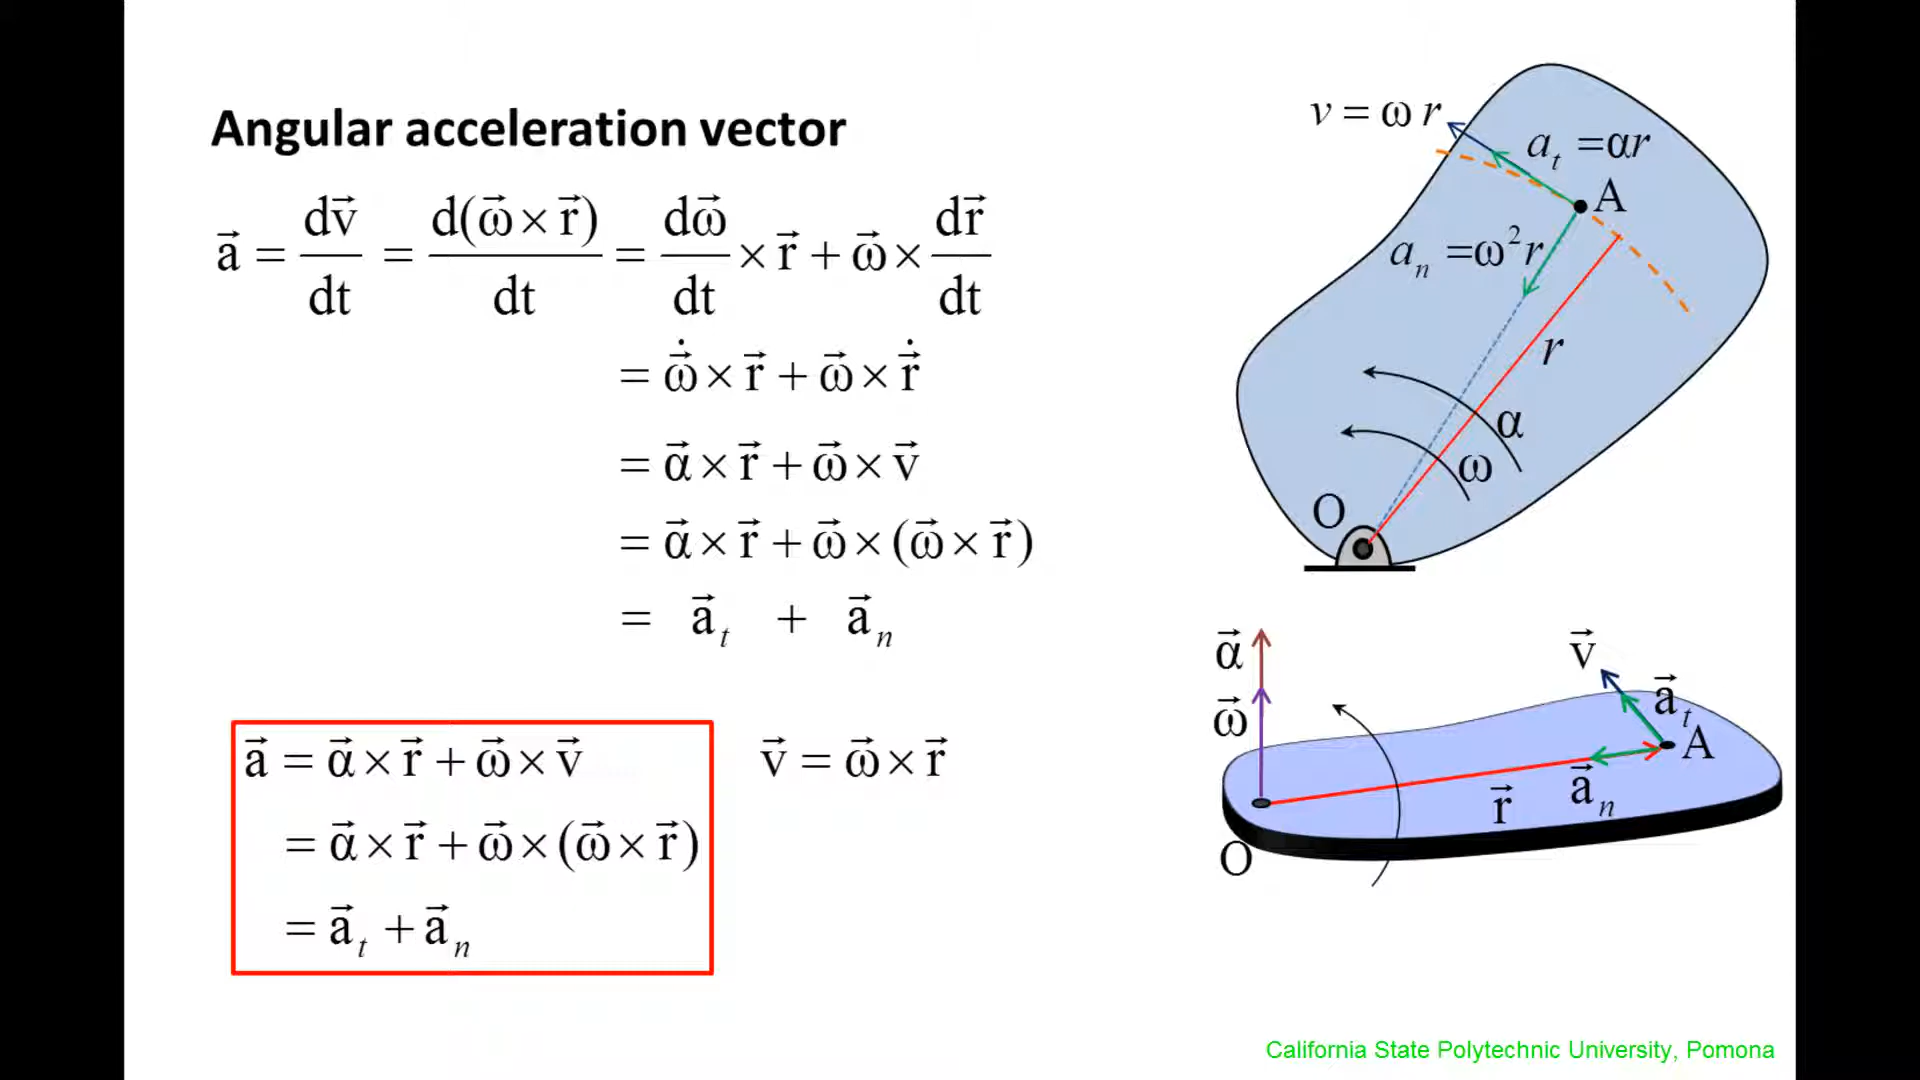 Angular acceleration vector
a⃗ = dv⃗/dt = d(ω⃗ × r⃗)/dt = dω⃗/dt × r⃗ + ω⃗ × dr⃗/dt
= ω⃗̇ × r⃗ + ω⃗ × r⃗̇
= α⃗ × r⃗ + ω⃗ × v⃗
= α⃗ × r⃗ + ω⃗ × (ω⃗ × r⃗)
= a⃗_t + a⃗_n
a⃗ = α⃗ × r⃗ + ω⃗ × v⃗
= α⃗ × r⃗ + ω⃗ × (ω⃗ × r⃗)
= a⃗_t + a⃗_n
v⃗ = ω⃗ × r⃗
v = ω r
a_t = αr
A
a_n = ω² r
r
α
ω
O
α⃗
ω⃗
v⃗
a⃗_t
A
a⃗_n
r⃗
O
California State Polytechnic University, Pomona